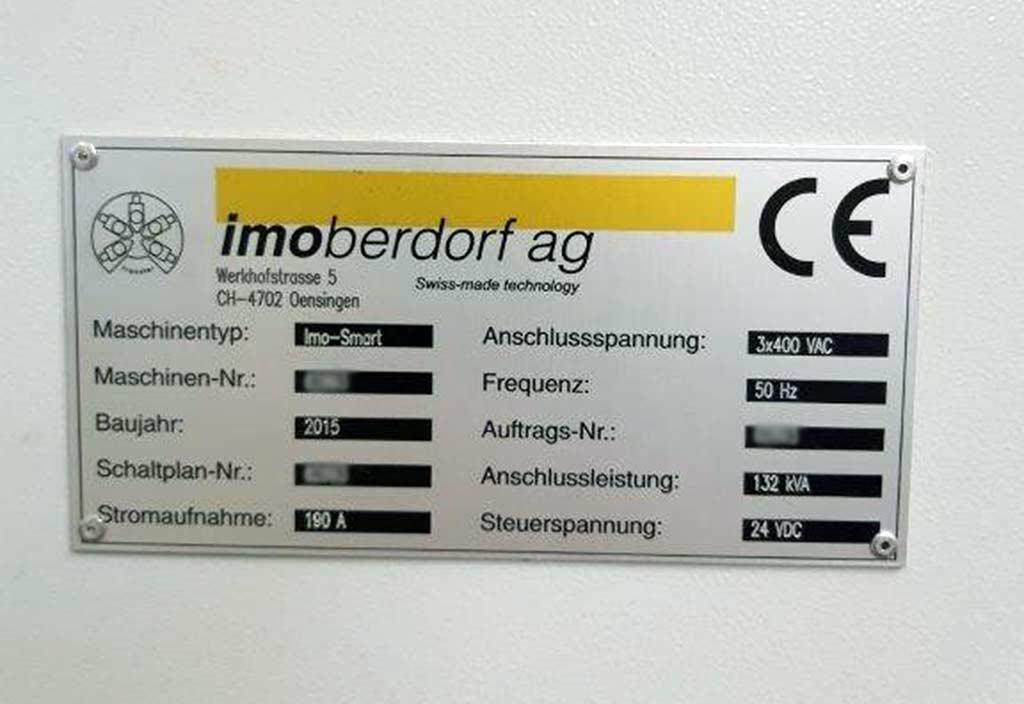 imoberdorf ag
CE
Werkhofstrasse 5
Swiss-made technology
CH-4702 Oensingen
Maschinentyp: Imo-Smart
Anschlussspannung: 3x400 VAC
Maschinen-Nr.:
Frequenz: 50 Hz
Baujahr: 2015
Auftrags-Nr.:
Schaltplan-Nr.:
Anschlussleistung: 132 kVA
Stromaufnahme: 190 A
Steuerspannung: 24 VDC